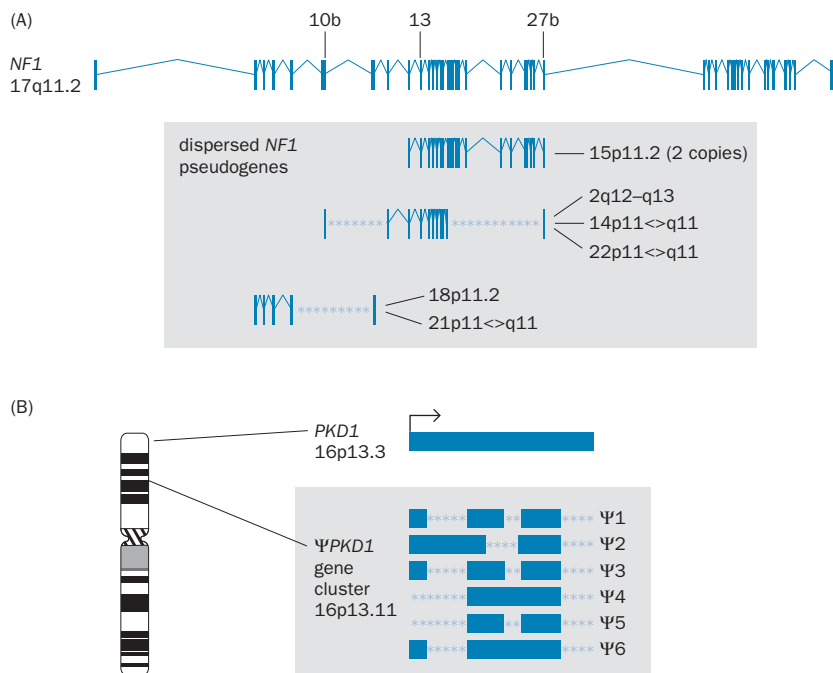 (A)
10b 13 27b
NF1
17q11.2
dispersed NF1
pseudogenes
15p11.2 (2 copies)
2q12–q13
******* *********** 14p11<>q11
22p11<>q11
18p11.2
*********
21p11<>q11
(B)
PKD1
16p13.3
ΨPKD1
gene
cluster
16p13.11
***** ** **** Ψ1
**** **** Ψ2
***** ** **** Ψ3
****** **** Ψ4
****** ** **** Ψ5
***** **** Ψ6